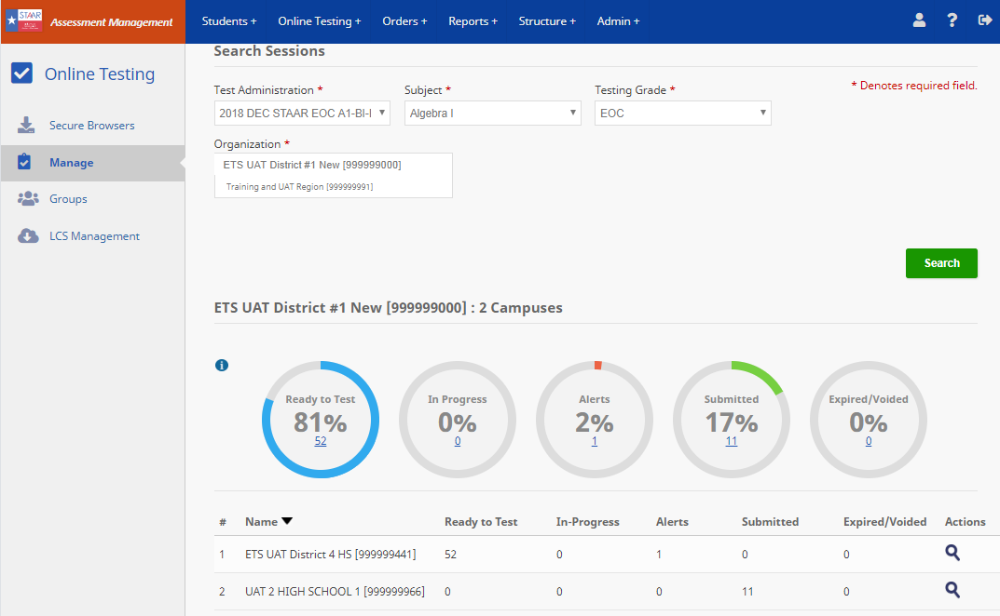 STAAR
Assessment Management
Students +
Online Testing +
Orders +
Reports +
Structure +
Admin +
?
Online Testing
Secure Browsers
Manage
Groups
LCS Management
Search Sessions
* Denotes required field.
Test Administration *
Subject *
Testing Grade *
2018 DEC STAAR EOC A1-BI-I
Algebra I
EOC
Organization *
ETS UAT District #1 New [999999000]
Training and UAT Region [999999991]
Search
ETS UAT District #1 New [999999000] : 2 Campuses
i
Ready to Test
81%
52
In Progress
0%
0
Alerts
2%
1
Submitted
17%
11
Expired/Voided
0%
0
# Name Ready to Test In-Progress Alerts Submitted Expired/Voided Actions
1 ETS UAT District 4 HS [999999441] 52 0 1 0 0
2 UAT 2 HIGH SCHOOL 1 [999999966] 0 0 0 11 0